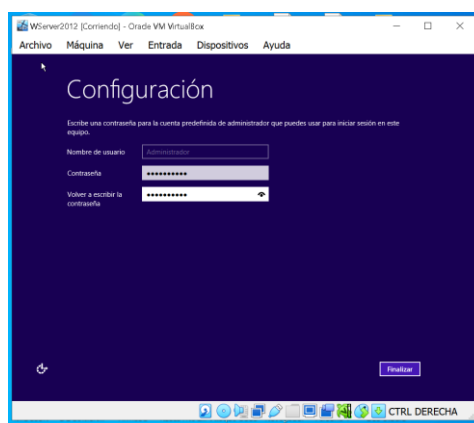 WServer2012 [Corriendo] - Oracle VM VirtualBox
Archivo Máquina Ver Entrada Dispositivos Ayuda
Configuración
Escribe una contraseña para la cuenta predefinida de administrador que puedes usar para iniciar sesión en este
equipo.
Nombre de usuario Administrador
Contraseña ••••••••••
Volver a escribir la ••••••••••
contraseña
Finalizar
CTRL DERECHA